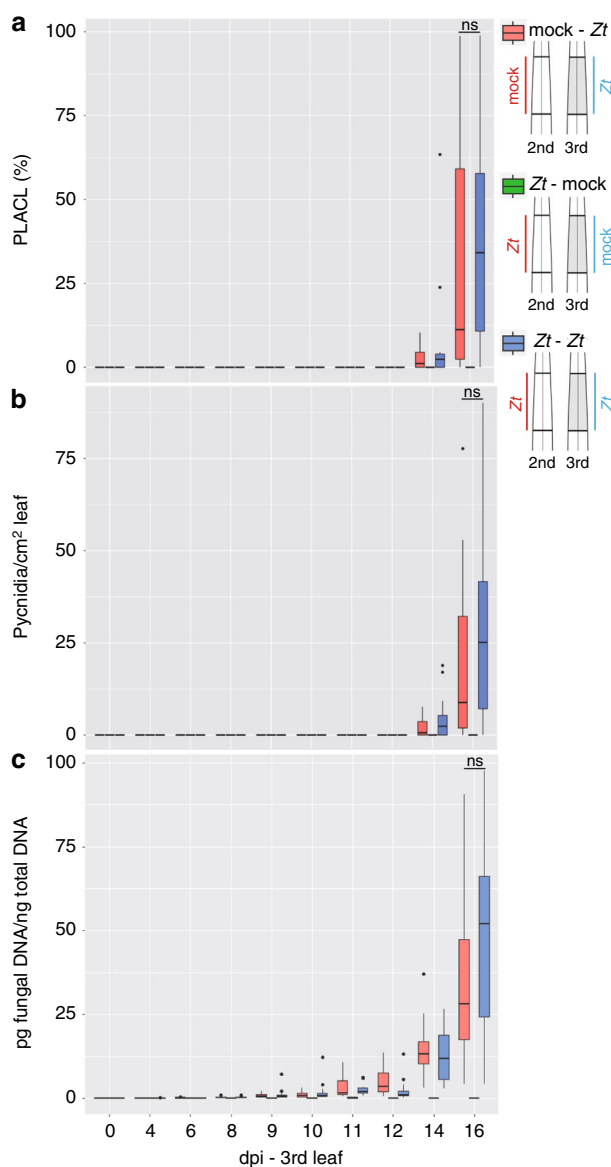 a
ns
100
75
50
25
0
PLACL (%)
b
ns
75
50
25
0
Pycnidia/cm² leaf
c
ns
100
75
50
25
0
pg fungal DNA/ng total DNA
0 4 6 8 9 10 11 12 14 16
dpi - 3rd leaf
mock - Zt
mock
Zt
2nd 3rd
Zt - mock
Zt
mock
2nd 3rd
Zt - Zt
Zt
Zt
2nd 3rd